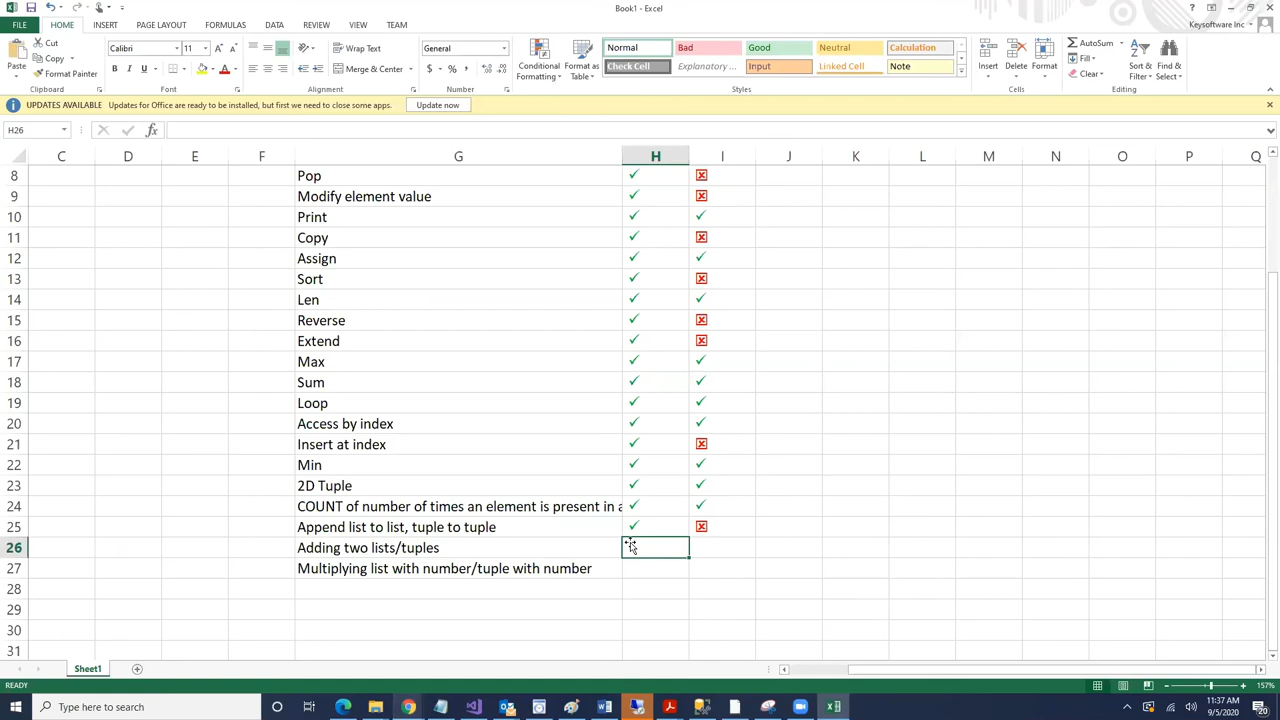 Book1 - Excel
FILE HOME INSERT PAGE LAYOUT FORMULAS DATA REVIEW VIEW TEAM Keysoftware Inc
Paste Cut Copy Format Painter Clipboard
Calibri 11 B I U Font
Wrap Text Merge & Center Alignment
General $ % , Number
Conditional Formatting Format as Table
Normal Bad Good Neutral Calculation
Check Cell Explanatory ... Input Linked Cell Note
Styles
Insert Delete Format Cells
AutoSum Fill Clear Sort & Filter Find & Select Editing
UPDATES AVAILABLE Updates for Office are ready to be installed, but first we need to close some apps. Update now
H26 fx
C D E F G H I J K L M N O P Q
8 Pop
9 Modify element value
10 Print
11 Copy
12 Assign
13 Sort
14 Len
15 Reverse
16 Extend
17 Max
18 Sum
19 Loop
20 Access by index
21 Insert at index
22 Min
23 2D Tuple
24 COUNT of number of times an element is present in a
25 Append list to list, tuple to tuple
26 Adding two lists/tuples
27 Multiplying list with number/tuple with number
28
29
30
31
Sheet1
READY 157%
Type here to search
11:37 AM
9/5/2020
20